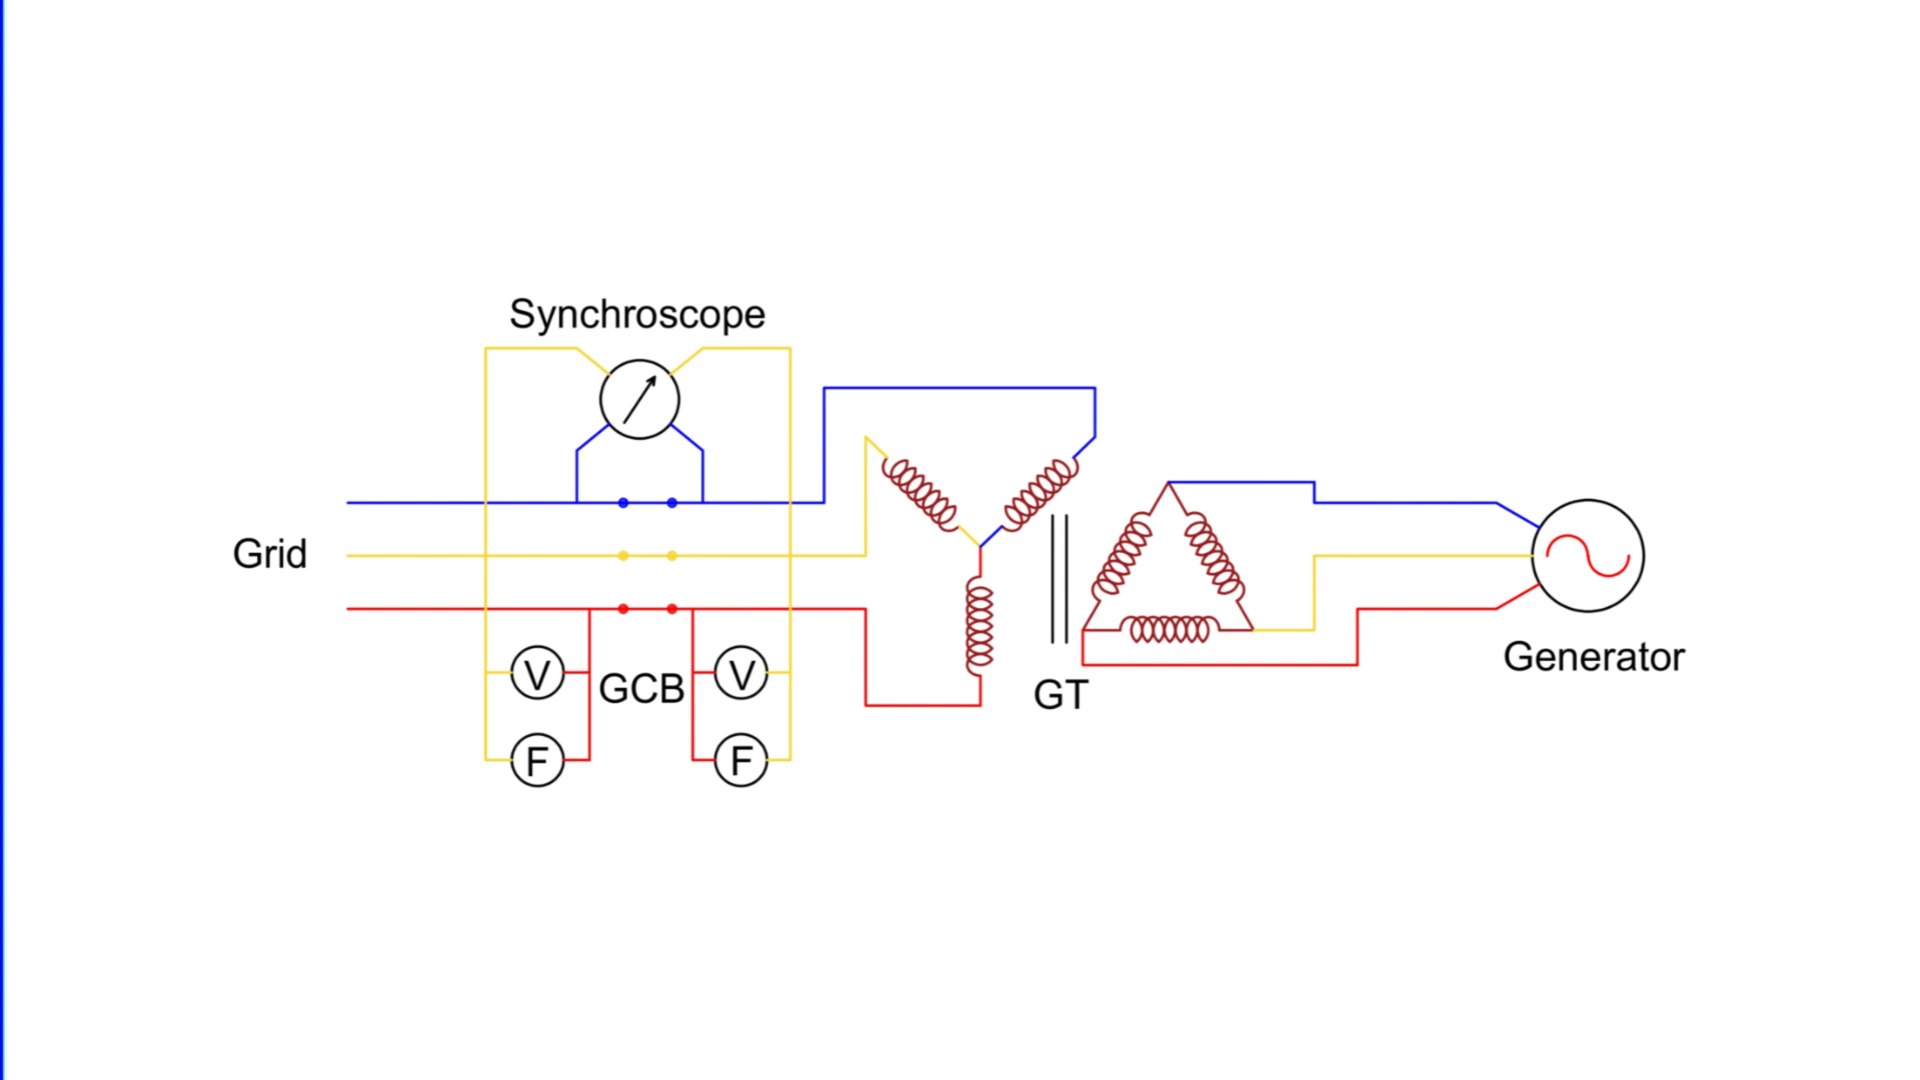 Synchroscope
Grid
V
GCB
V
GT
Generator
F
F